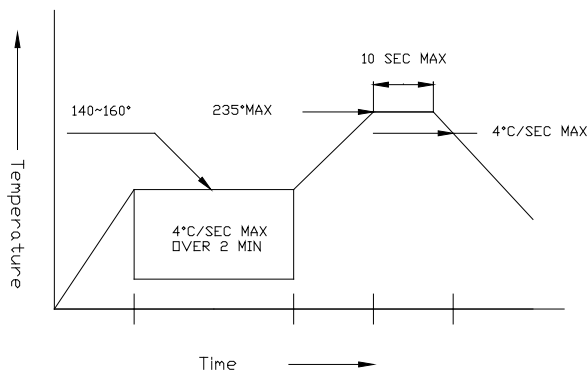 10 SEC MAX
140~160°
235°MAX
4°C/SEC MAX
4°C/SEC MAX
OVER 2 MIN
Temperature
Time